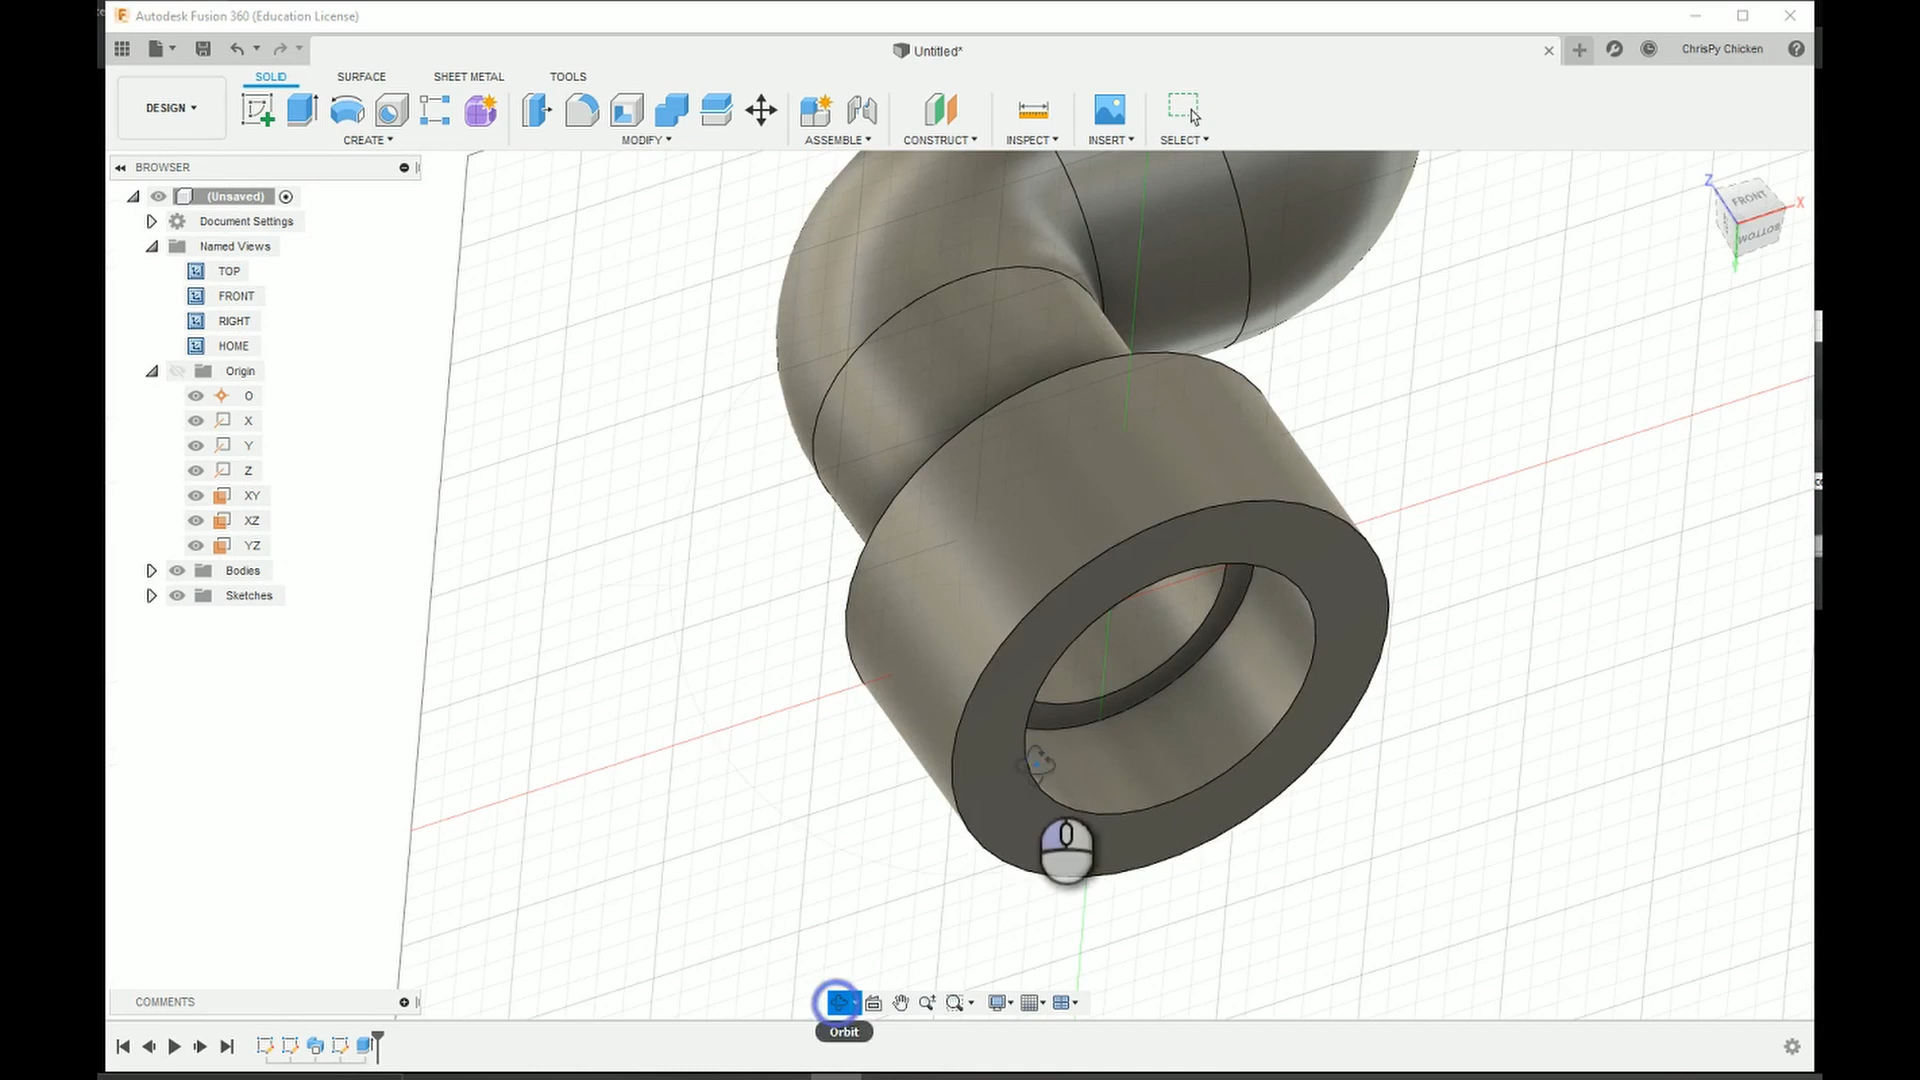 Autodesk Fusion 360 (Education License)
Untitled*
ChrisPy Chicken
SOLID SURFACE SHEET METAL TOOLS
DESIGN
CREATE MODIFY ASSEMBLE CONSTRUCT INSPECT INSERT SELECT
BROWSER
(Unsaved)
Document Settings
Named Views
TOP
FRONT
RIGHT
HOME
Origin
O
X
Y
Z
XY
XZ
YZ
Bodies
Sketches
Z
FRONT
X
BOTTOM
COMMENTS
Orbit